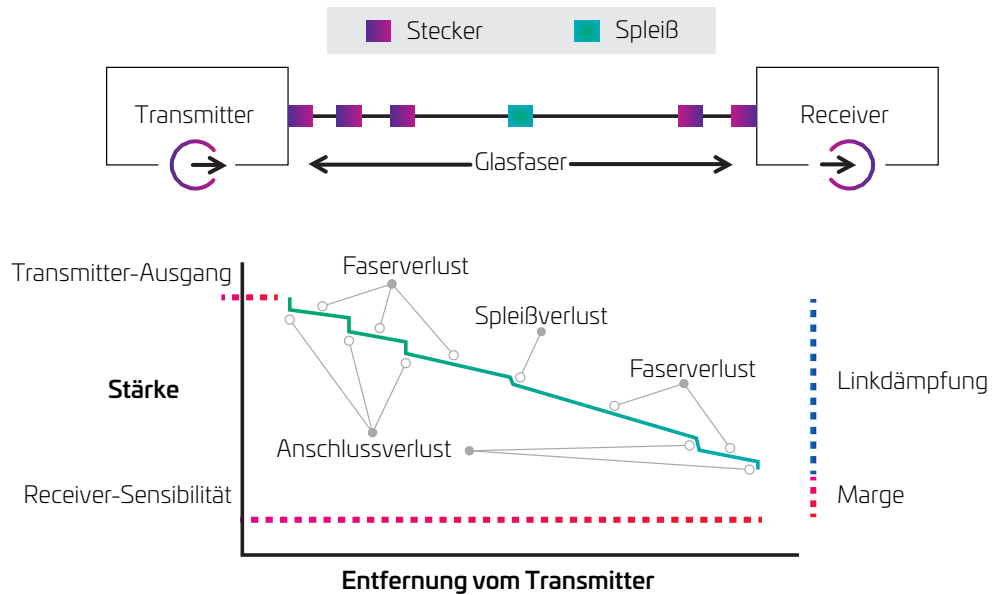 Stecker
Spleiß
Transmitter
Receiver
Glasfaser
Transmitter-Ausgang
Faserverlust
Spleißverlust
Faserverlust
Stärke
Linkdämpfung
Anschlussverlust
Receiver-Sensibilität
Marge
Entfernung vom Transmitter